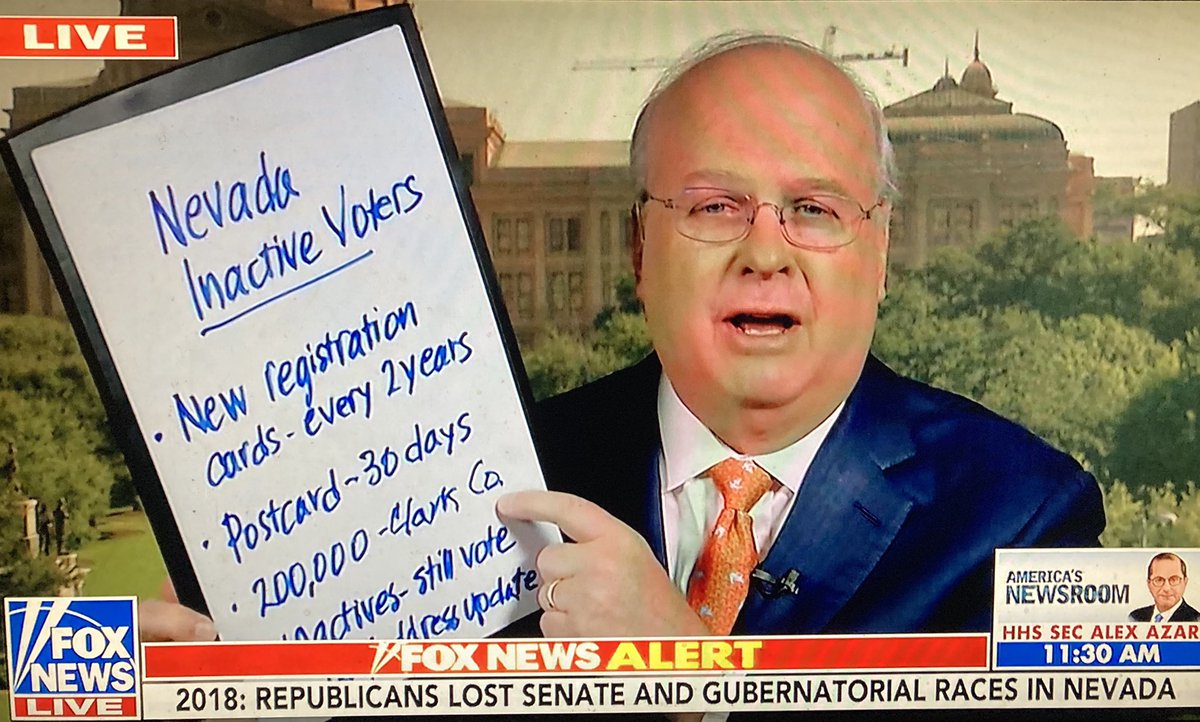 LIVE
Nevada
Inactive Voters
• New registration
cards - every 2 years
• Postcard - 30 days
• 200,000 - Clark Co.
inactives - still vote
address update
FOX
NEWS
LIVE
FOX NEWS ALERT
2018: REPUBLICANS LOST SENATE AND GUBERNATORIAL RACES IN NEVADA
AMERICA'S
NEWSROOM
HHS SEC ALEX AZAR
11:30 AM